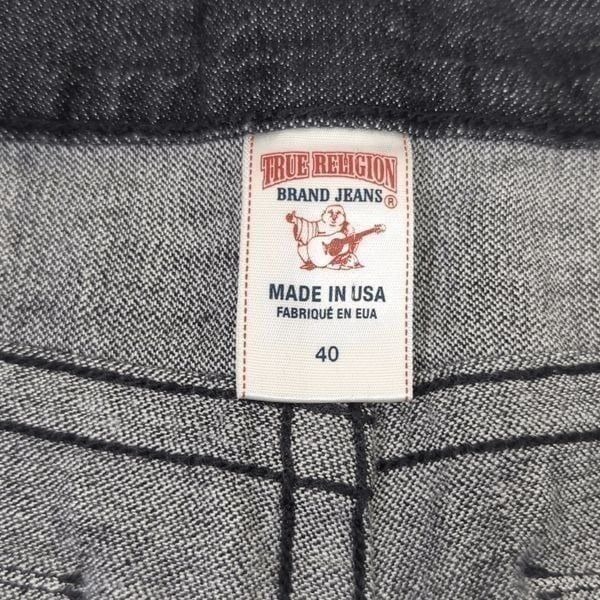 TRUE RELIGION
BRAND JEANS®
MADE IN USA
FABRIQUÉ EN EUA
40